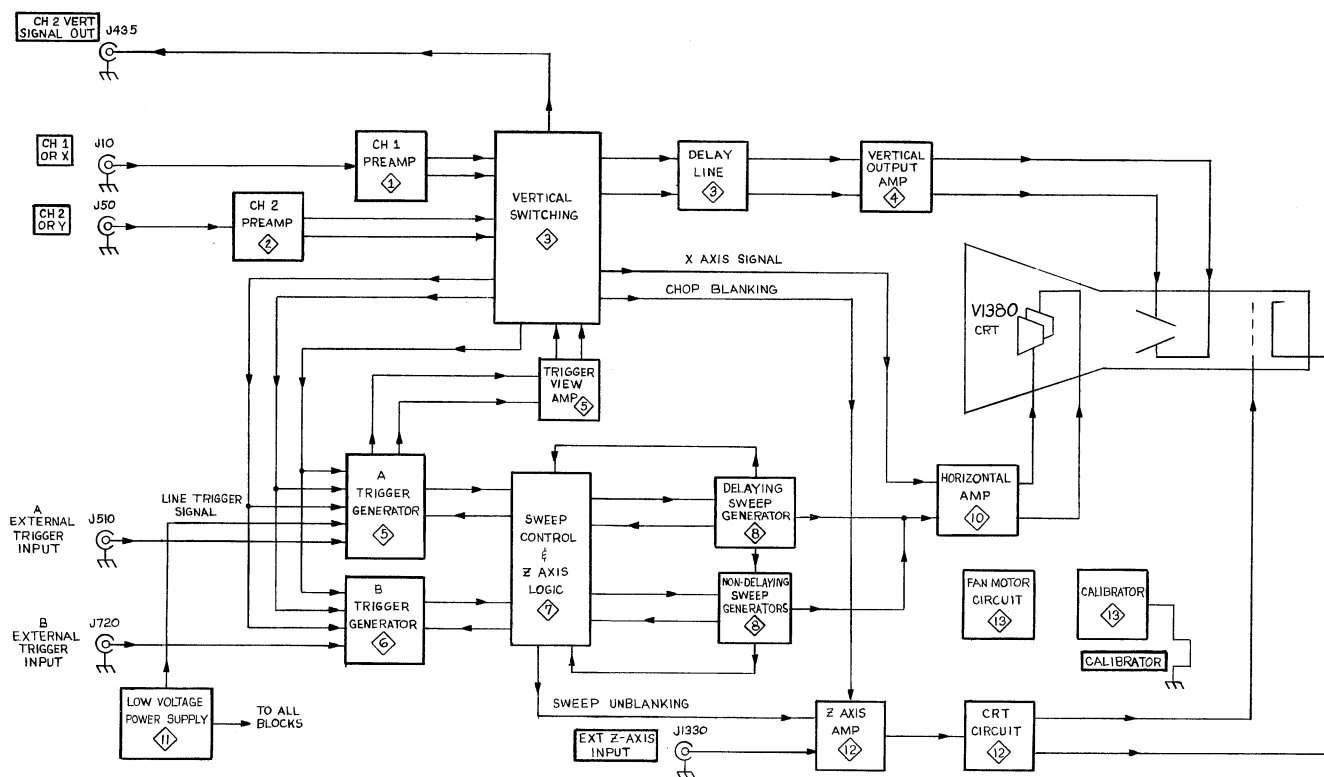 CH 2 VERT
SIGNAL OUT
J435
CH 1
OR X
J10
CH 1
PREAMP
1
CH 2
OR Y
J50
CH 2
PREAMP
2
VERTICAL
SWITCHING
3
DELAY
LINE
3
VERTICAL
OUTPUT
AMP
4
X AXIS SIGNAL
CHOP BLANKING
V1380
CRT
TRIGGER
VIEW
AMP
5
A
TRIGGER
GENERATOR
5
LINE TRIGGER
SIGNAL
A
EXTERNAL
TRIGGER
INPUT
J510
SWEEP
CONTROL
&
Z AXIS
LOGIC
7
DELAYING
SWEEP
GENERATOR
8
HORIZONTAL
AMP
10
B
TRIGGER
GENERATOR
6
NON-DELAYING
SWEEP
GENERATORS
8
FAN MOTOR
CIRCUIT
13
CALIBRATOR
13
CALIBRATOR
B
EXTERNAL
TRIGGER
INPUT
J720
LOW VOLTAGE
POWER SUPPLY
11
TO ALL
BLOCKS
SWEEP UNBLANKING
EXT Z-AXIS
INPUT
J1330
Z AXIS
AMP
12
CRT
CIRCUIT
12